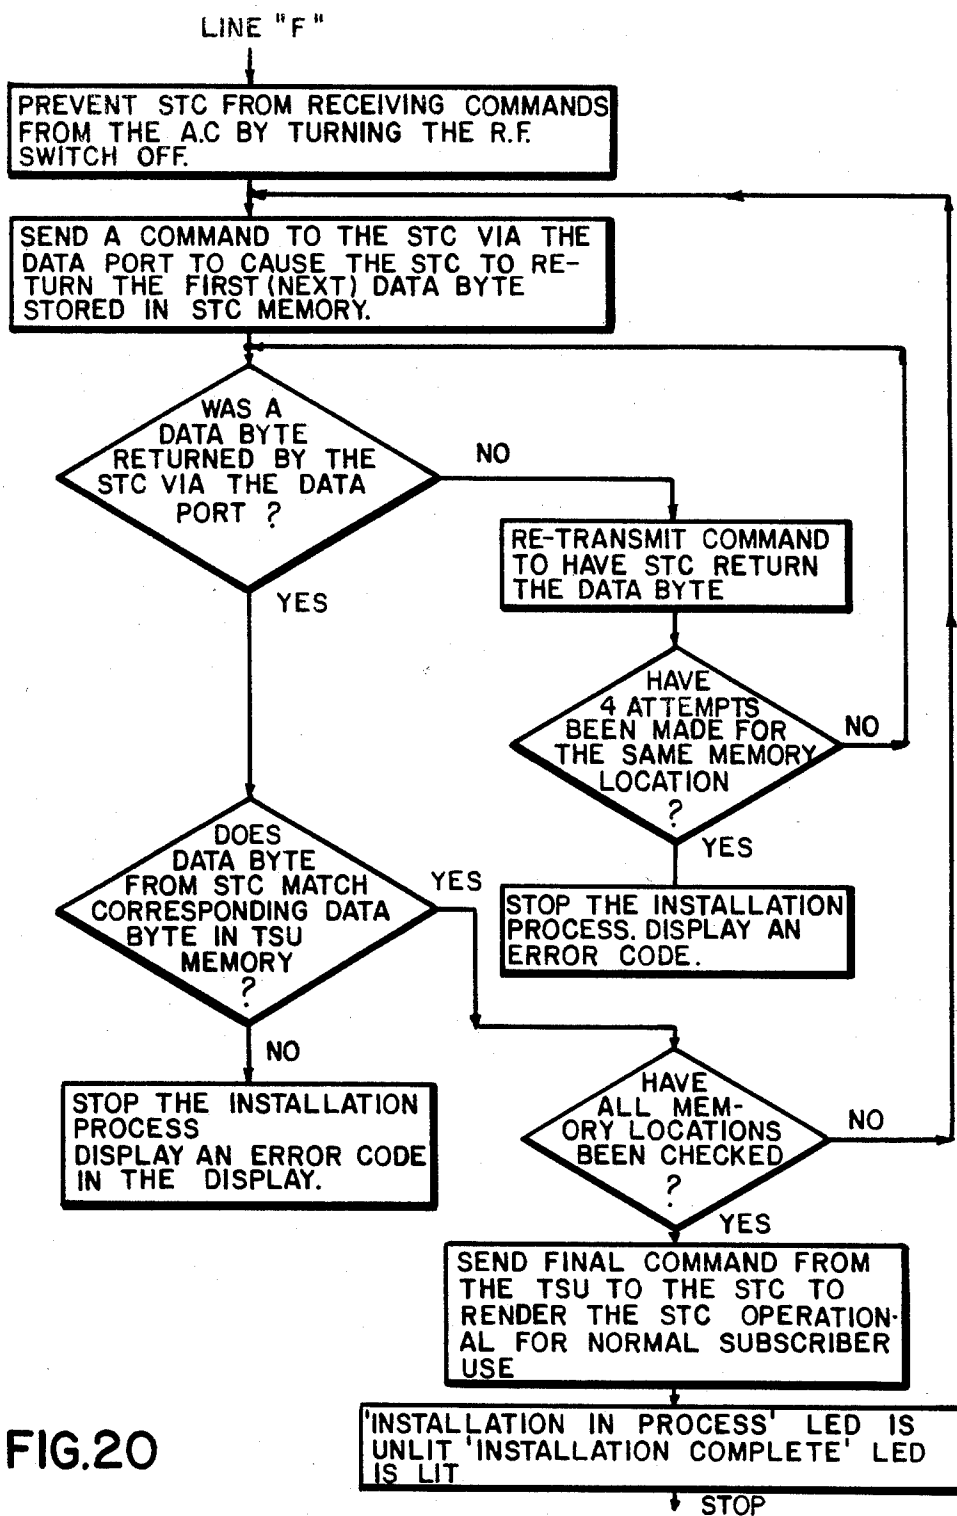 LINE "F"
PREVENT STC FROM RECEIVING COMMANDS
FROM THE A.C BY TURNING THE R.F.
SWITCH OFF.
SEND A COMMAND TO THE STC VIA THE
DATA PORT TO CAUSE THE STC TO RE-
TURN THE FIRST (NEXT) DATA BYTE
STORED IN STC MEMORY.
WAS A
DATA BYTE
RETURNED BY THE
STC VIA THE DATA
PORT ?
NO
YES
RE-TRANSMIT COMMAND
TO HAVE STC RETURN
THE DATA BYTE
HAVE
4 ATTEMPTS
BEEN MADE FOR
THE SAME MEMORY
LOCATION
?
NO
YES
STOP THE INSTALLATION
PROCESS. DISPLAY AN
ERROR CODE.
DOES
DATA BYTE
FROM STC MATCH
CORRESPONDING DATA
BYTE IN TSU
MEMORY
?
YES
NO
STOP THE INSTALLATION
PROCESS
DISPLAY AN ERROR CODE
IN THE DISPLAY.
HAVE
ALL MEM-
ORY LOCATIONS
BEEN CHECKED
?
NO
YES
SEND FINAL COMMAND FROM
THE TSU TO THE STC TO
RENDER THE STC OPERATION-
AL FOR NORMAL SUBSCRIBER
USE
'INSTALLATION IN PROCESS' LED IS
UNLIT 'INSTALLATION COMPLETE' LED
IS LIT
STOP
FIG.20